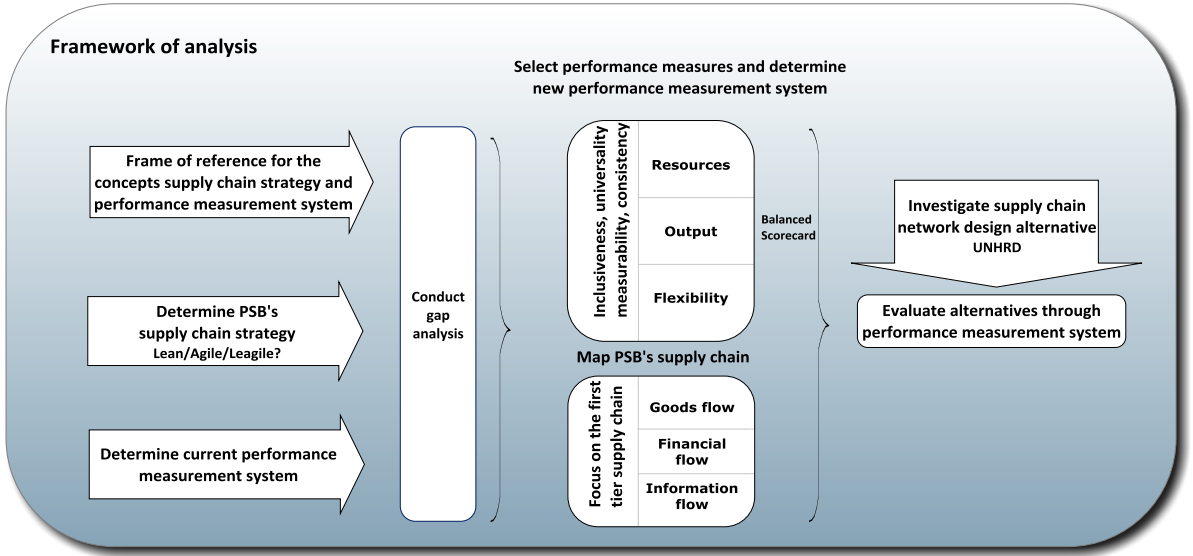 Framework of analysis
Select performance measures and determine
new performance measurement system
Frame of reference for the
concepts supply chain strategy and
performance measurement system
Determine PSB's
supply chain strategy
Lean/Agile/Leagile?
Determine current performance
measurement system
Conduct
gap
analysis
Inclusiveness, universality
measurability, consistency
Resources
Output
Flexibility
Balanced
Scorecard
Map PSB's supply chain
Focus on the first
tier supply chain
Goods flow
Financial
flow
Information
flow
Investigate supply chain
network design alternative
UNHRD
Evaluate alternatives through
performance measurement system